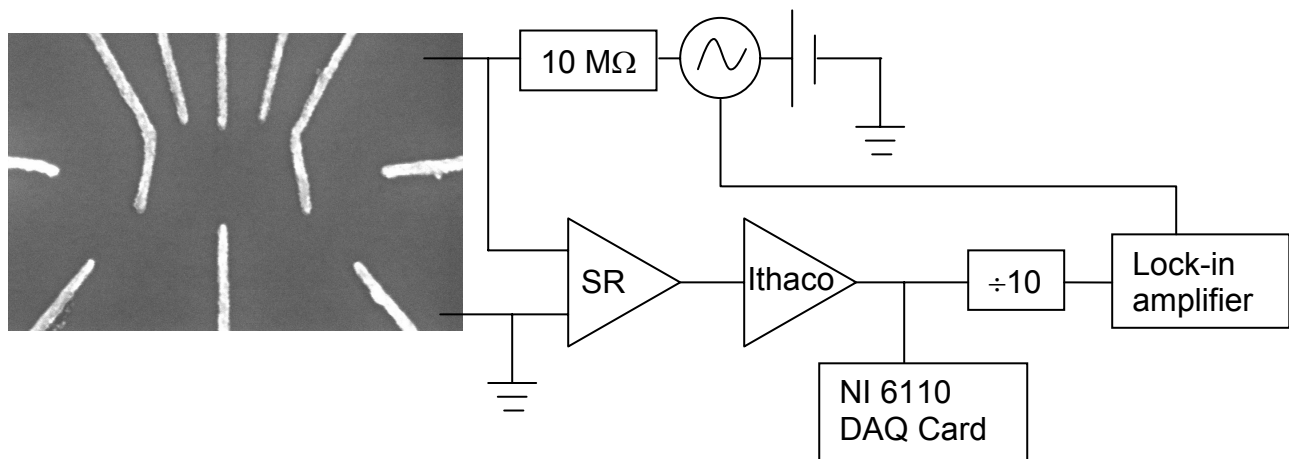 10 MΩ
SR
Ithaco
÷10
Lock-in
amplifier
NI 6110
DAQ Card